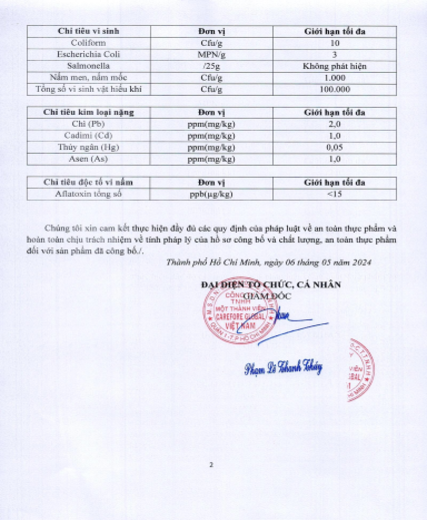 Chỉ tiêu vi sinh Đơn vị Giới hạn tối đa
Coliform Cfu/g 10
Escherichia Coli MPN/g 3
Salmonella /25g Không phát hiện
Nấm men, nấm mốc Cfu/g 1.000
Tổng số vi sinh vật hiếu khí Cfu/g 100.000
Chỉ tiêu kim loại nặng Đơn vị Giới hạn tối đa
Chì (Pb) ppm(mg/kg) 2,0
Cadimi (Cd) ppm(mg/kg) 1,0
Thủy ngân (Hg) ppm(mg/kg) 0,05
Asen (As) ppm(mg/kg) 1,0
Chỉ tiêu độc tố vi nấm Đơn vị Giới hạn tối đa
Aflatoxin tổng số ppb(µg/kg) <15
Chúng tôi xin cam kết thực hiện đầy đủ các quy định của pháp luật về an toàn thực phẩm và
hoàn toàn chịu trách nhiệm về tính pháp lý của hồ sơ công bố và chất lượng, an toàn thực phẩm
đối với sản phẩm đã công bố./.
Thành phố Hồ Chí Minh, ngày 06 tháng 05 năm 2024
ĐẠI DIỆN TỔ CHỨC, CÁ NHÂN
GIÁM ĐỐC
CÔNG TY
TNHH
MỘT THÀNH VIÊN
CAREFORE GLOBAL
VIỆT NAM
QUẬN 1-T.P HỒ CHÍ MINH
Phạm Lê Thanh Thúy
2